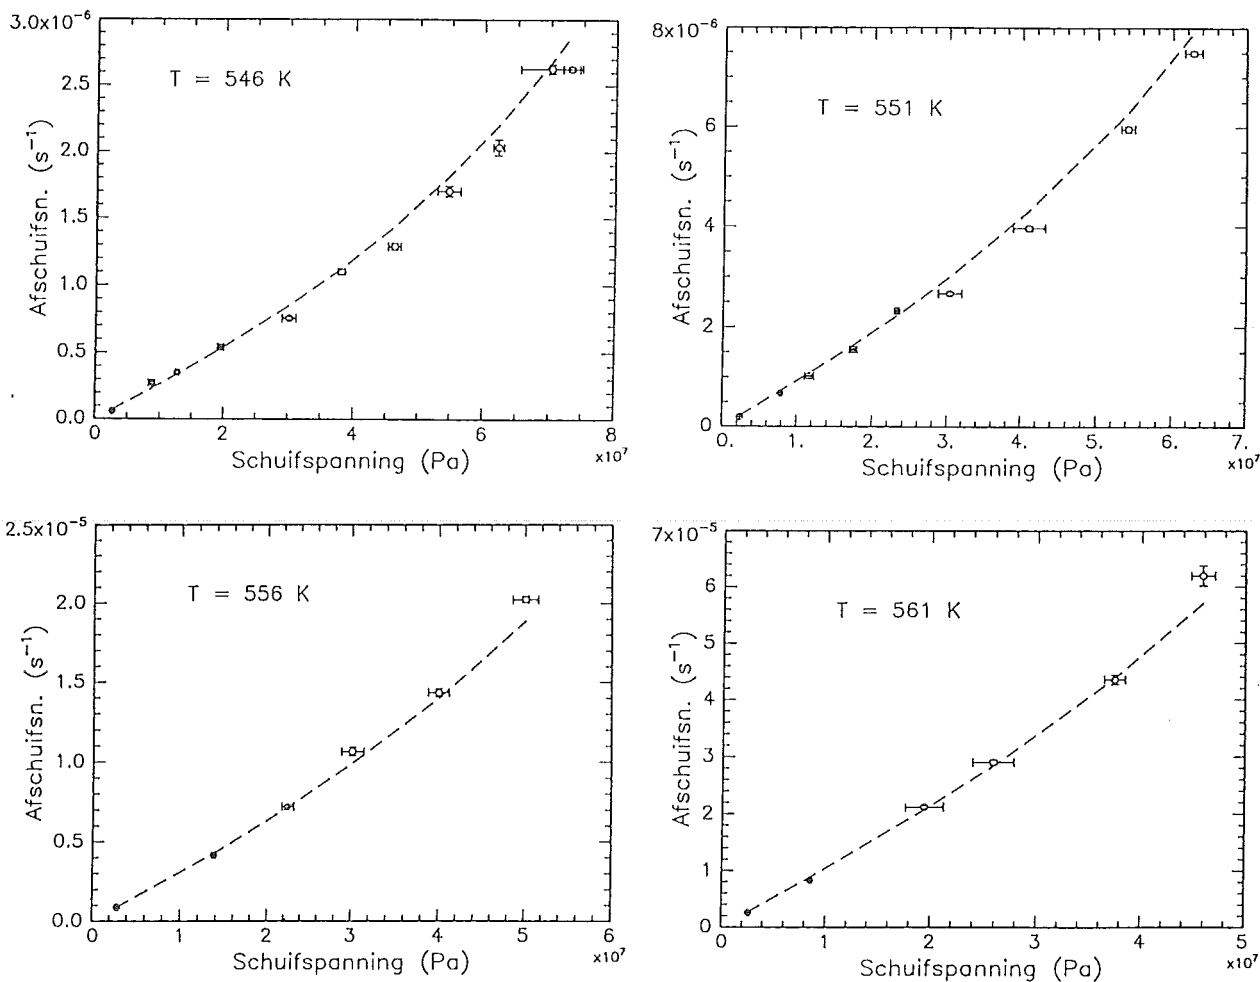 3.0x10⁻⁶
2.5
2.0
1.5
1.0
0.5
0.0
Afschuifsn. (s⁻¹)
T = 546 K
0 2 4 6 8
x10⁷
Schuifspanning (Pa)
8x10⁻⁶
6
4
2
0
Afschuifsn. (s⁻¹)
T = 551 K
0. 1. 2. 3. 4. 5. 6. 7.
x10⁷
Schuifspanning (Pa)
2.5x10⁻⁵
2.0
1.5
1.0
0.5
0.0
Afschuifsn. (s⁻¹)
T = 556 K
0 1 2 3 4 5 6
x10⁷
Schuifspanning (Pa)
7x10⁻⁵
6
5
4
3
2
1
0
Afschuifsn. (s⁻¹)
T = 561 K
0 1 2 3 4 5
x10⁷
Schuifspanning (Pa)